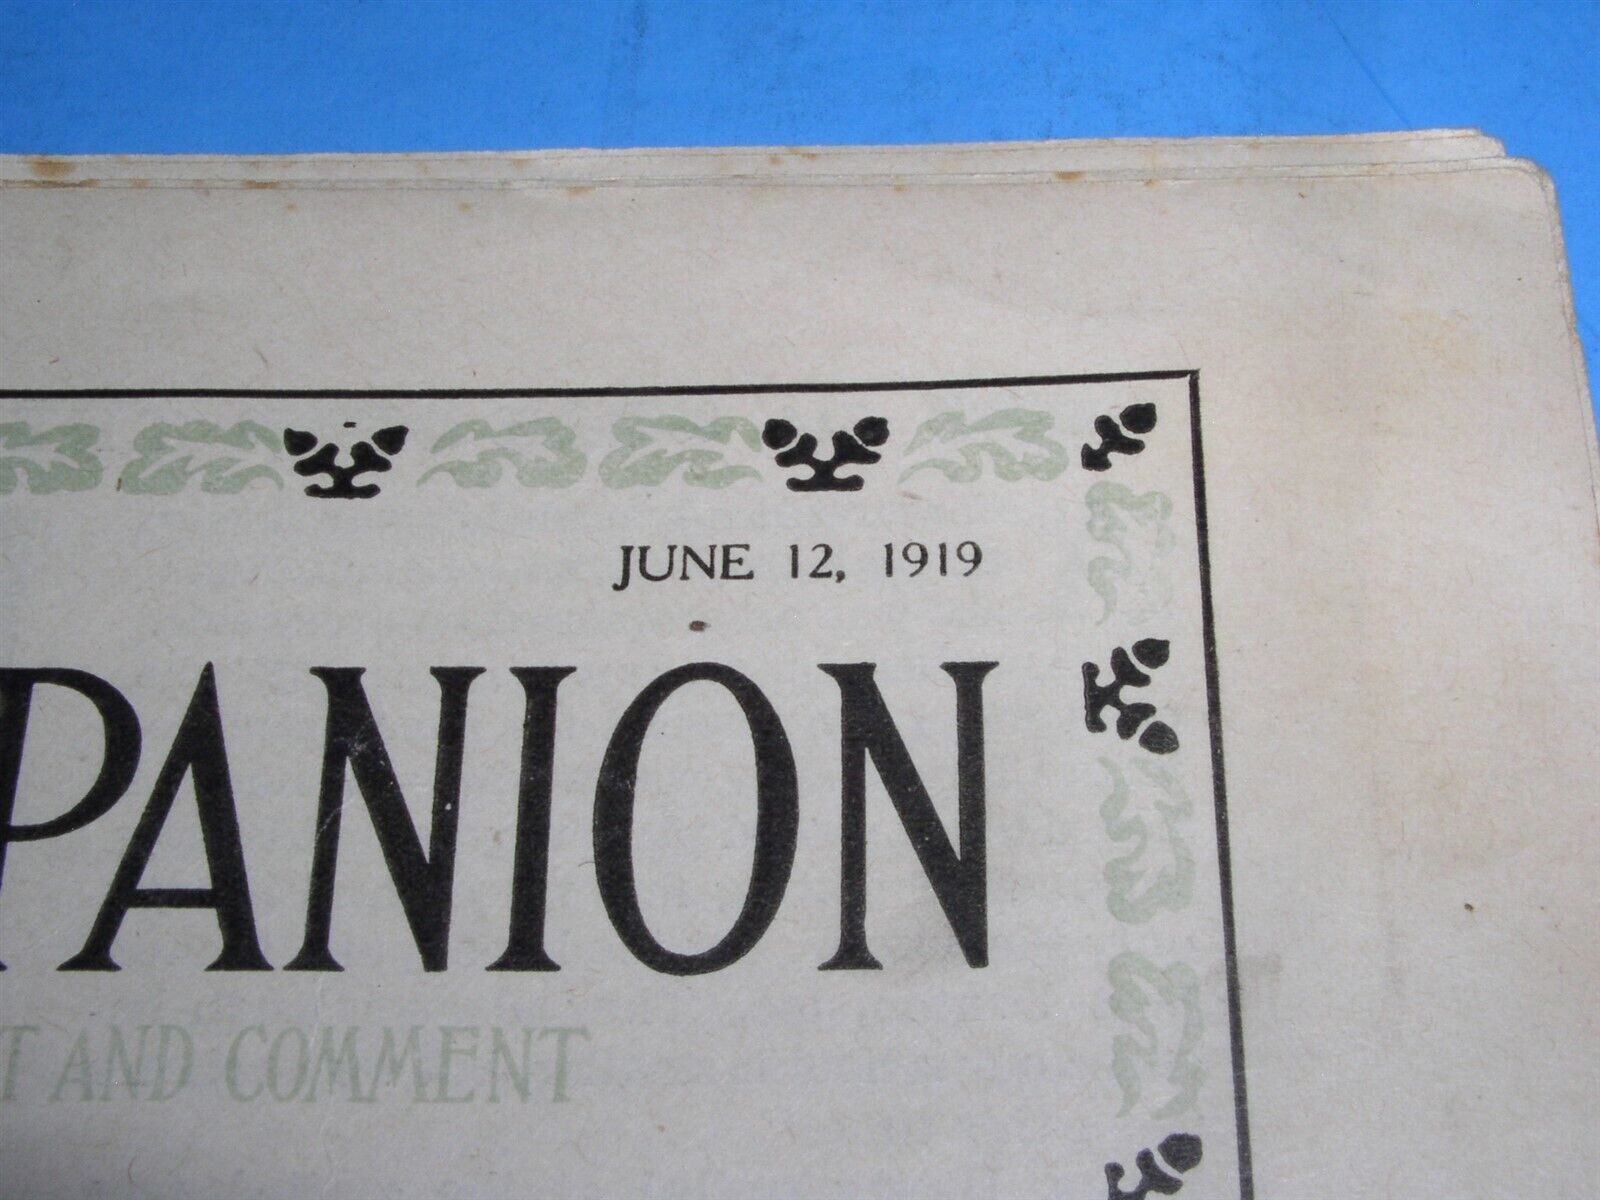 JUNE 12, 1919
PANION
T AND COMMENT